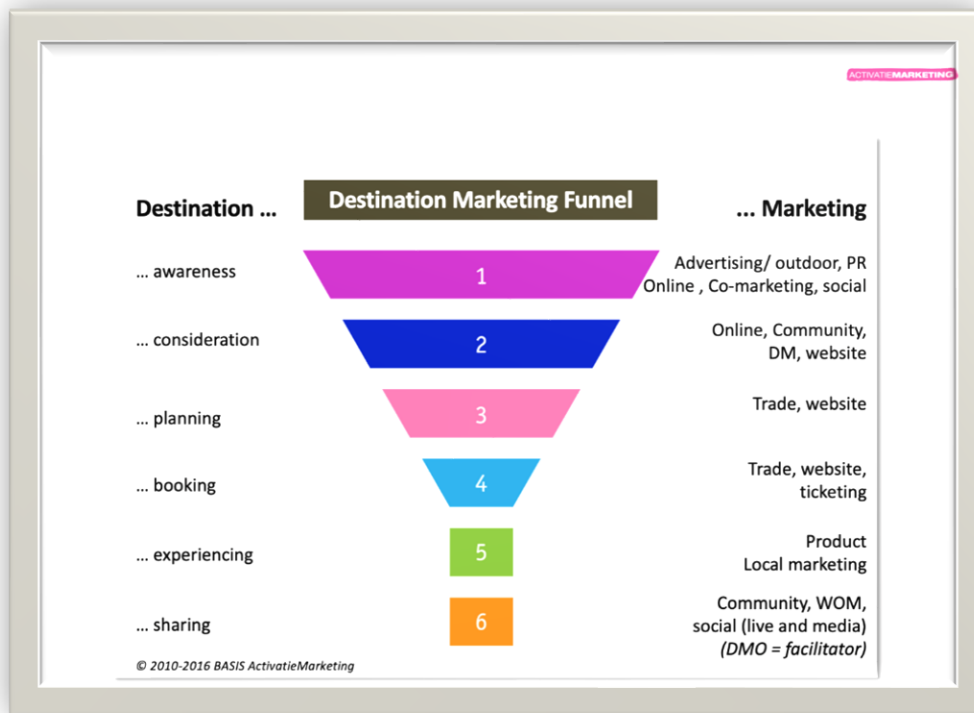 ACTIVATIEMARKETING
Destination Marketing Funnel
Destination ...
... Marketing
... awareness
1
Advertising/ outdoor, PR
Online , Co-marketing, social
... consideration
2
Online, Community,
DM, website
... planning
3
Trade, website
... booking
4
Trade, website,
ticketing
... experiencing
5
Product
Local marketing
... sharing
6
Community, WOM,
social (live and media)
(DMO = facilitator)
© 2010-2016 BASIS ActivatieMarketing